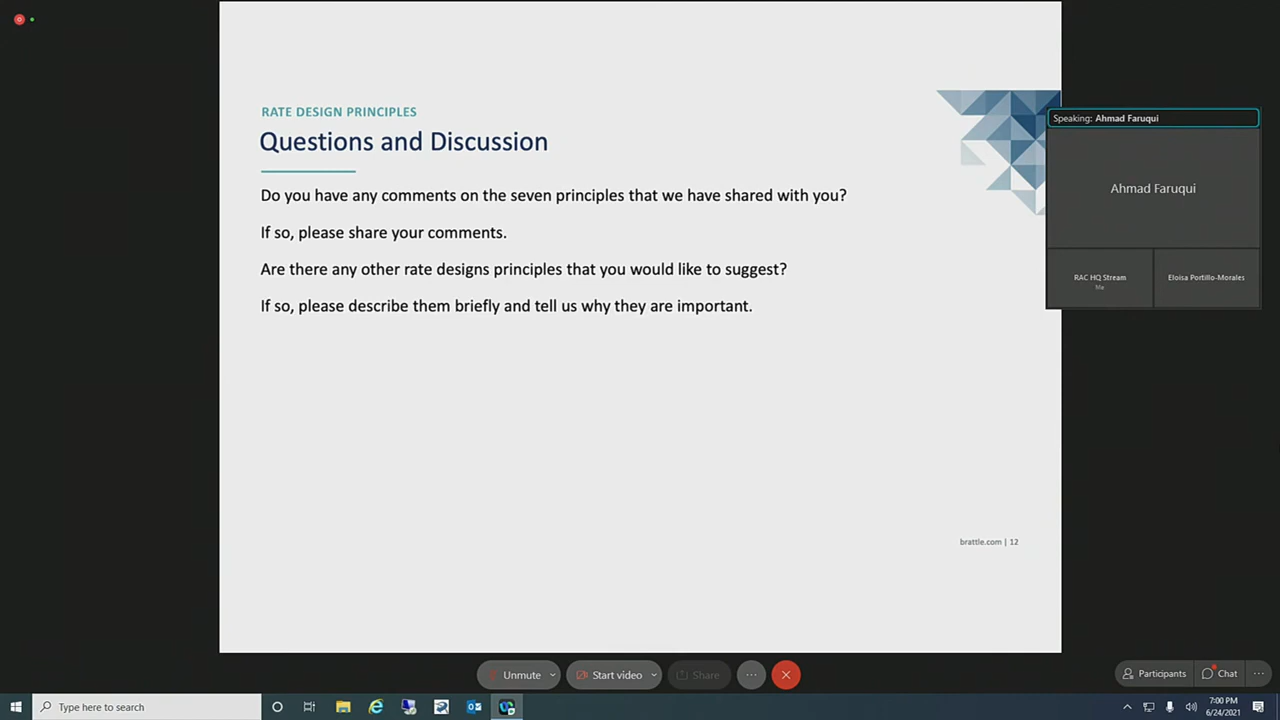 RATE DESIGN PRINCIPLES
Questions and Discussion
Do you have any comments on the seven principles that we have shared with you?
If so, please share your comments.
Are there any other rate designs principles that you would like to suggest?
If so, please describe them briefly and tell us why they are important.
brattle.com | 12
Speaking: Ahmad Faruqui
Ahmad Faruqui
RAC HQ Stream
Me
Eloisa Portillo-Morales
Unmute
Start video
Share
Participants
Chat
Type here to search
7:00 PM
6/24/2021